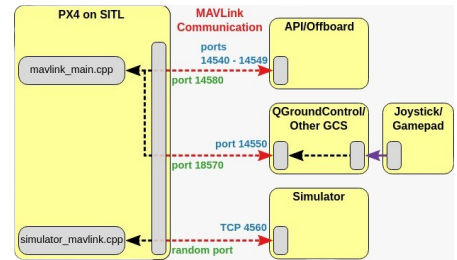 PX4 on SITL
MAVLink
Communication
API/Offboard
mavlink_main.cpp
ports
14540 - 14549
port 14580
QGroundControl/
Other GCS
Joystick/
Gamepad
port 14550
port 18570
Simulator
simulator_mavlink.cpp
TCP 4560
random port